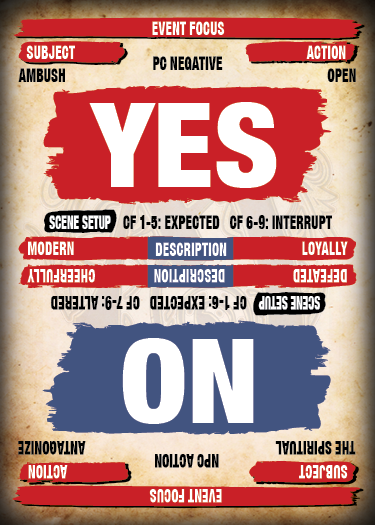 EVENT FOCUS
SUBJECT PC NEGATIVE ACTION
AMBUSH OPEN
YES
SCENE SETUP CF 1-5: EXPECTED CF 6-9: INTERRUPT
MODERN DESCRIPTION LOYALLY
EVENT FOCUS
SUBJECT NPC ACTION ACTION
THE SPIRITUAL ANTAGONIZE
NO
SCENE SETUP CF 1-6: EXPECTED CF 7-9: ALTERED
DEFEATED DESCRIPTION CHEERFULLY